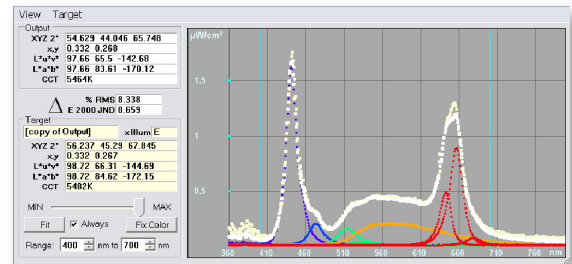 View Target
Output
XYZ 2° 54.629 44.046 65.748
x,y 0.332 0.268
L*u*v* 97.66 65.5 -142.68
L*a*b* 97.66 83.61 -170.12
CCT 5464K
Δ % RMS 8.338
E 2000 JND 0.659
Target
[copy of Output] xIllum E
XYZ 2° 56.237 45.29 67.845
x,y 0.332 0.267
L*u*v* 98.72 66.31 -144.69
L*a*b* 98.72 84.62 -172.15
CCT 5402K
MIN MAX
Fit Always Fix Color
Range: 400 nm to 700 nm
µW/cm²
1.5
1
0.5
360 410 460 510 560 610 660 710 760 nm